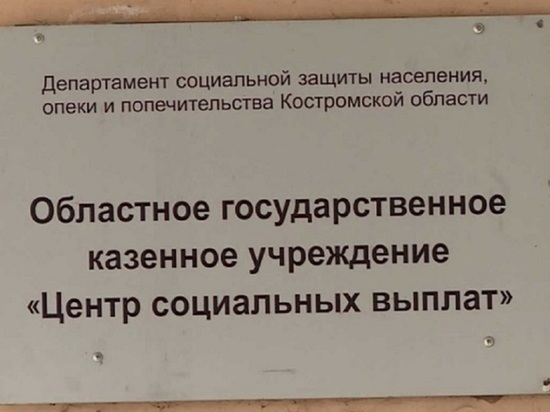 Департамент социальной защиты населения,
опеки и попечительства Костромской области
Областное государственное
казенное учреждение
«Центр социальных выплат»